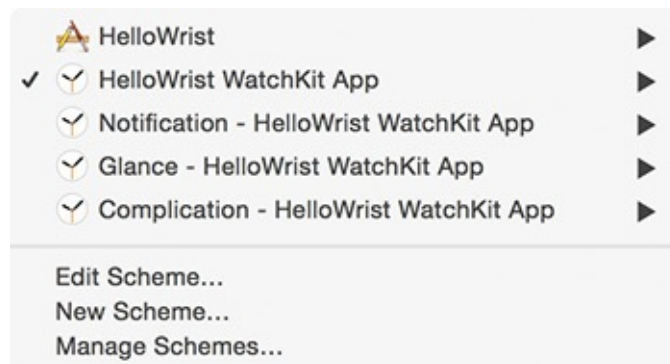 HelloWrist
HelloWrist WatchKit App
Notification - HelloWrist WatchKit App
Glance - HelloWrist WatchKit App
Complication - HelloWrist WatchKit App
Edit Scheme...
New Scheme...
Manage Schemes...